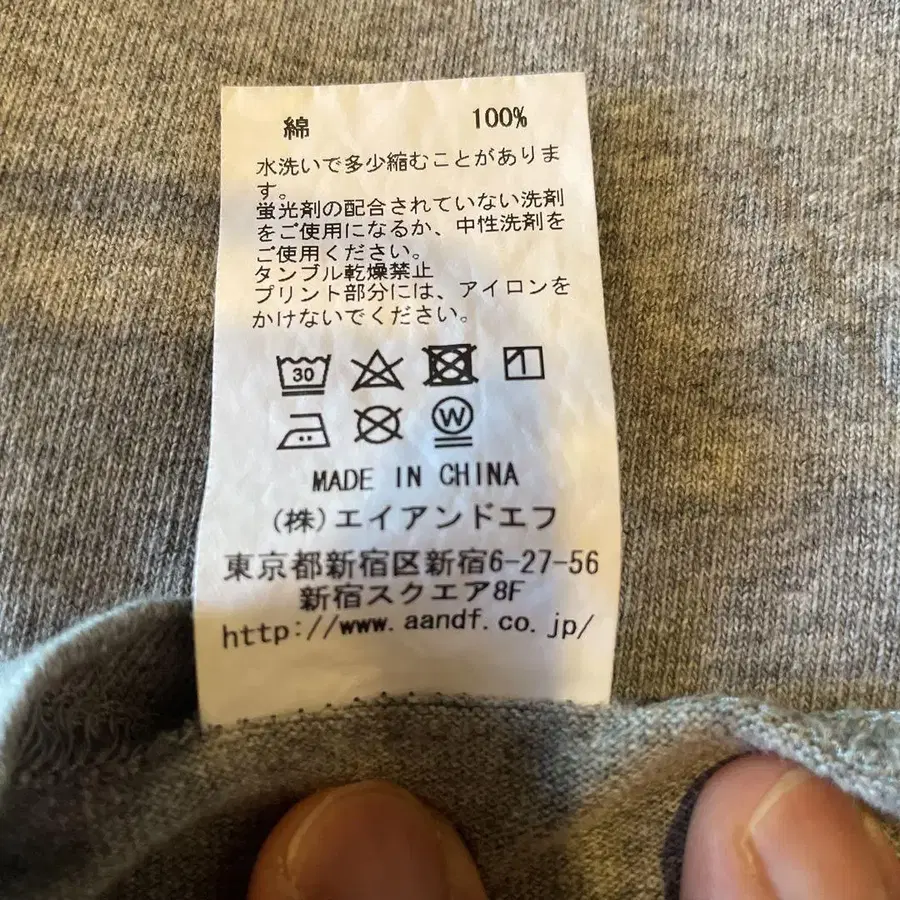 綿 100%
水洗いで多少縮むことがありま
す。
蛍光剤の配合されていない洗剤
をご使用になるか、中性洗剤を
ご使用ください。
タンブル乾燥禁止
プリント部分には、アイロンを
かけないでください。
30
W
MADE IN CHINA
(株)エイアンドエフ
東京都新宿区新宿6-27-56
新宿スクエア8F
http://www.aandf.co.jp/